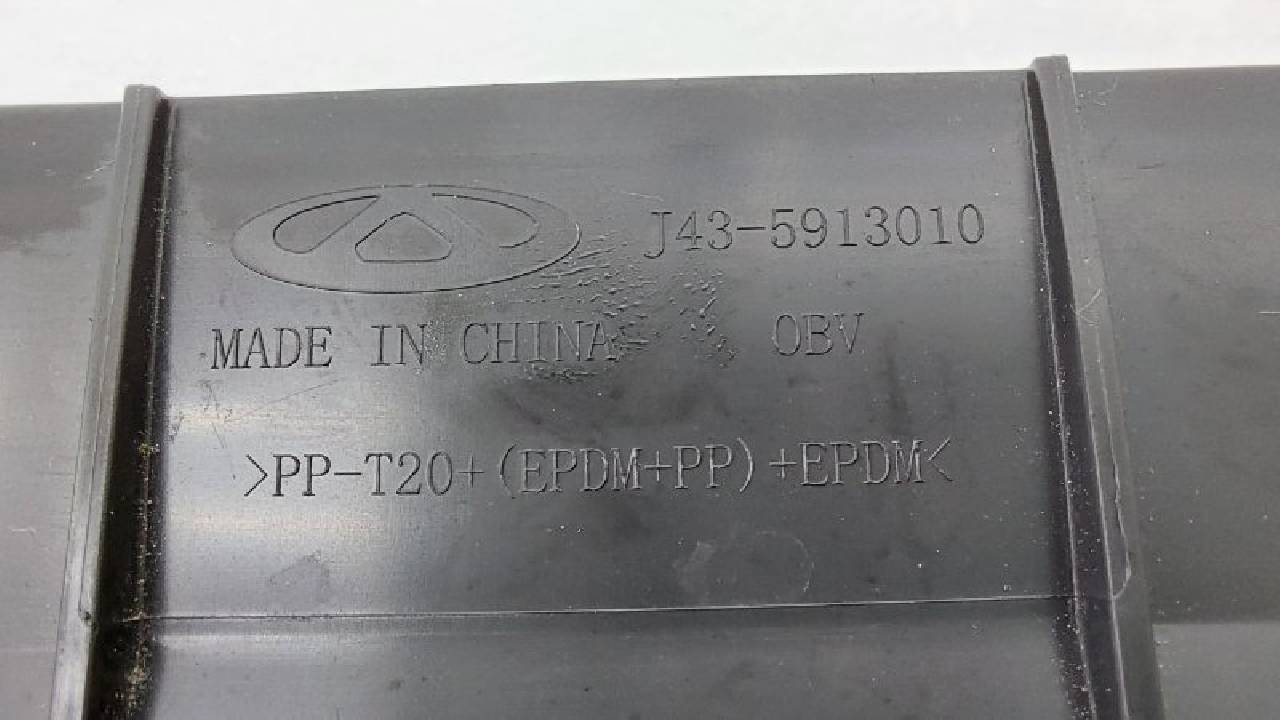 J43-5913010
MADE IN CHINA OBV
>PP-T20+(EPDM+PP)+EPDM<